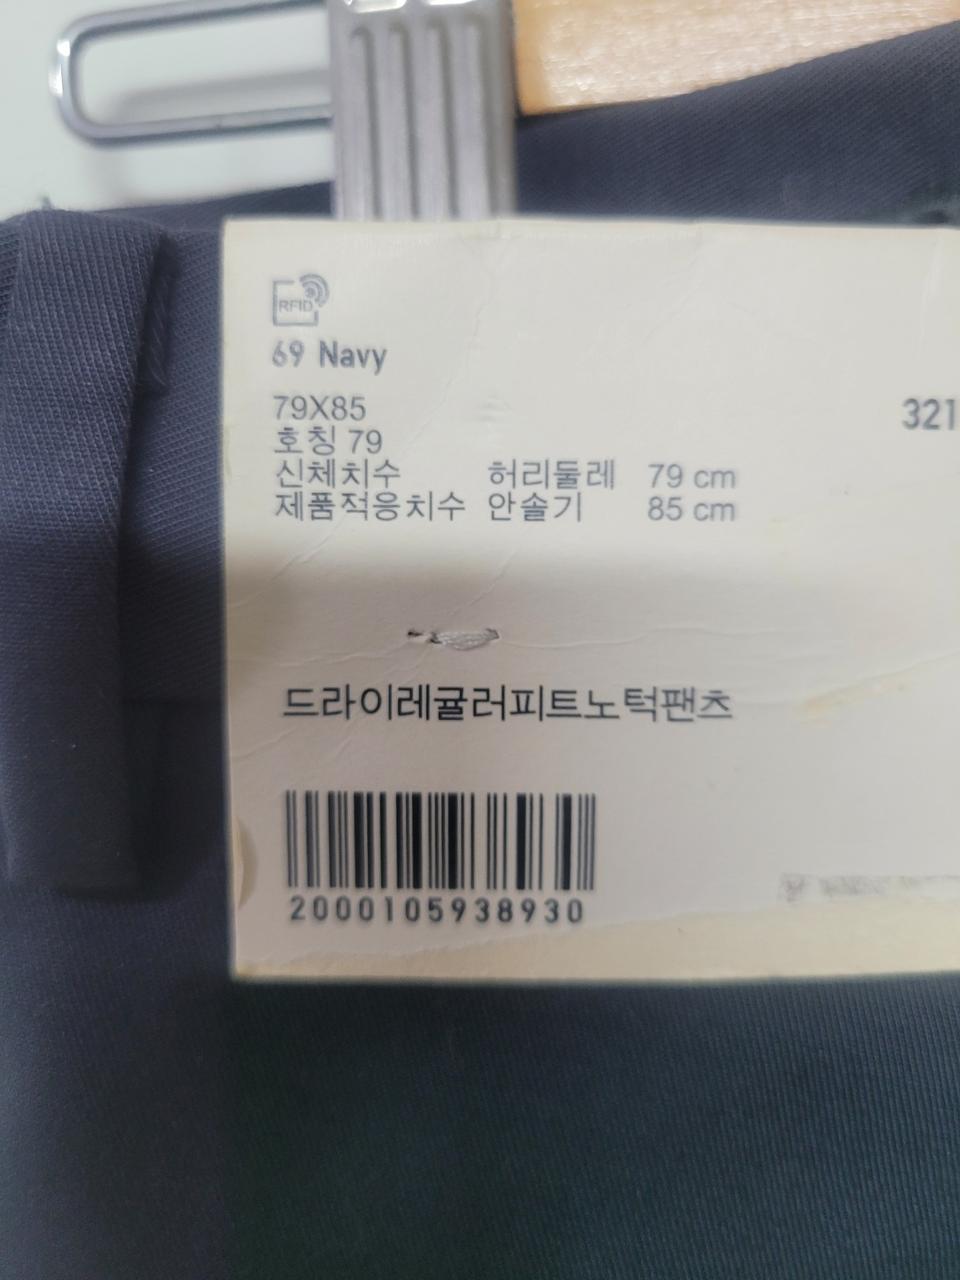 RFID
69 Navy
79X85
321
호칭 79
신체치수 허리둘레 79 cm
제품적응치수 안솔기 85 cm
드라이레귤러피트노턱팬츠
2000105938930